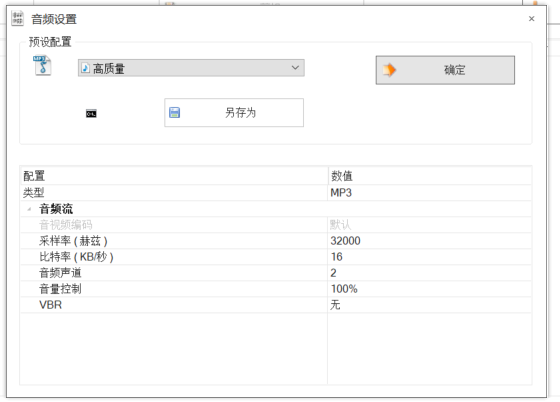 音频设置
预设配置
MP3
高质量
确定
C:\_
另存为
配置 数值
类型 MP3
音频流
音视频编码 默认
采样率 ( 赫兹 ) 32000
比特率 ( KB/秒 ) 16
音频声道 2
音量控制 100%
VBR 无